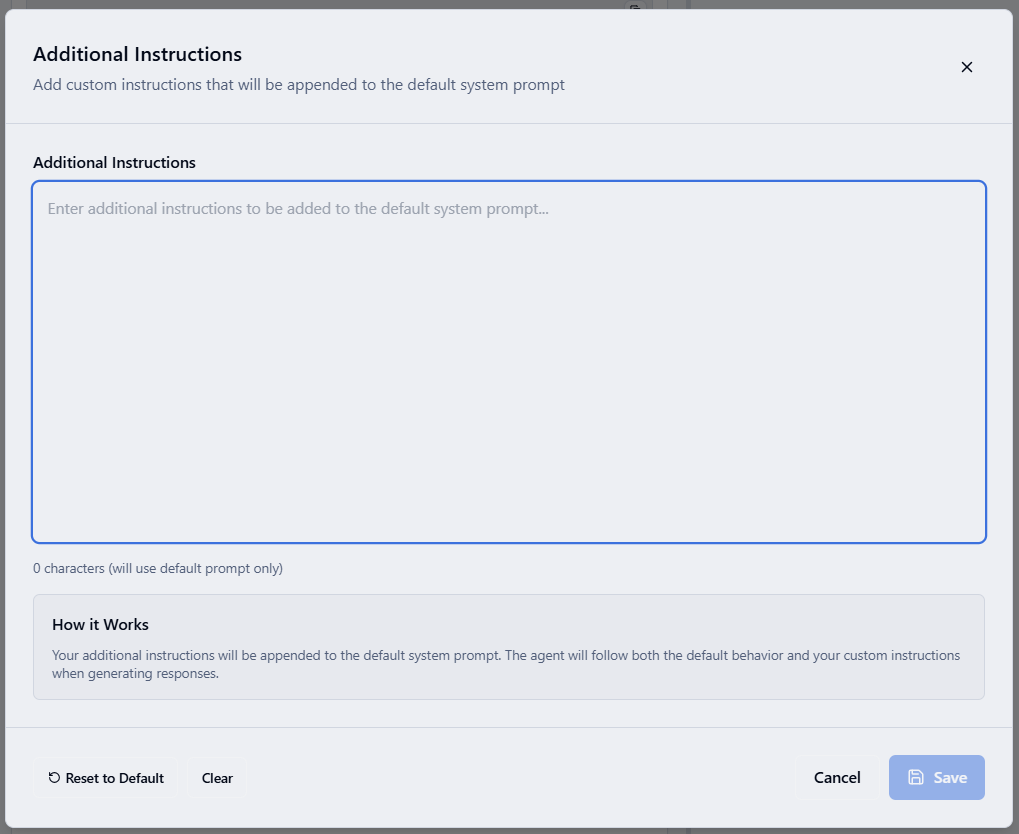 Additional Instructions
Add custom instructions that will be appended to the default system prompt
Additional Instructions
Enter additional instructions to be added to the default system prompt...
0 characters (will use default prompt only)
How it Works
Your additional instructions will be appended to the default system prompt. The agent will follow both the default behavior and your custom instructions
when generating responses.
Reset to Default
Clear
Cancel
Save